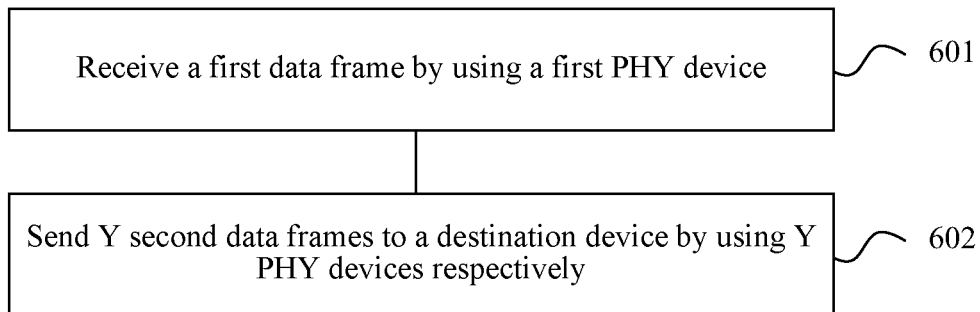 Receive a first data frame by using a first PHY device
601
Send Y second data frames to a destination device by using Y
PHY devices respectively
602